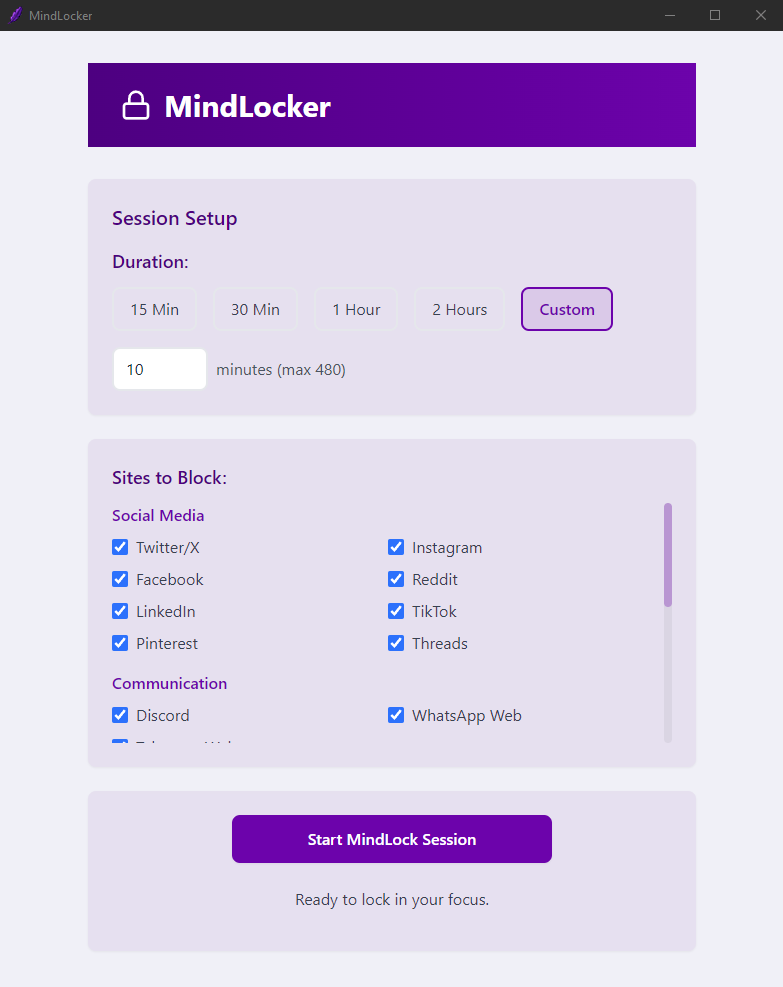 MindLocker
MindLocker
Session Setup
Duration:
15 Min 30 Min 1 Hour 2 Hours Custom
10 minutes (max 480)
Sites to Block:
Social Media
Twitter/X Instagram
Facebook Reddit
LinkedIn TikTok
Pinterest Threads
Communication
Discord WhatsApp Web
Start MindLock Session
Ready to lock in your focus.